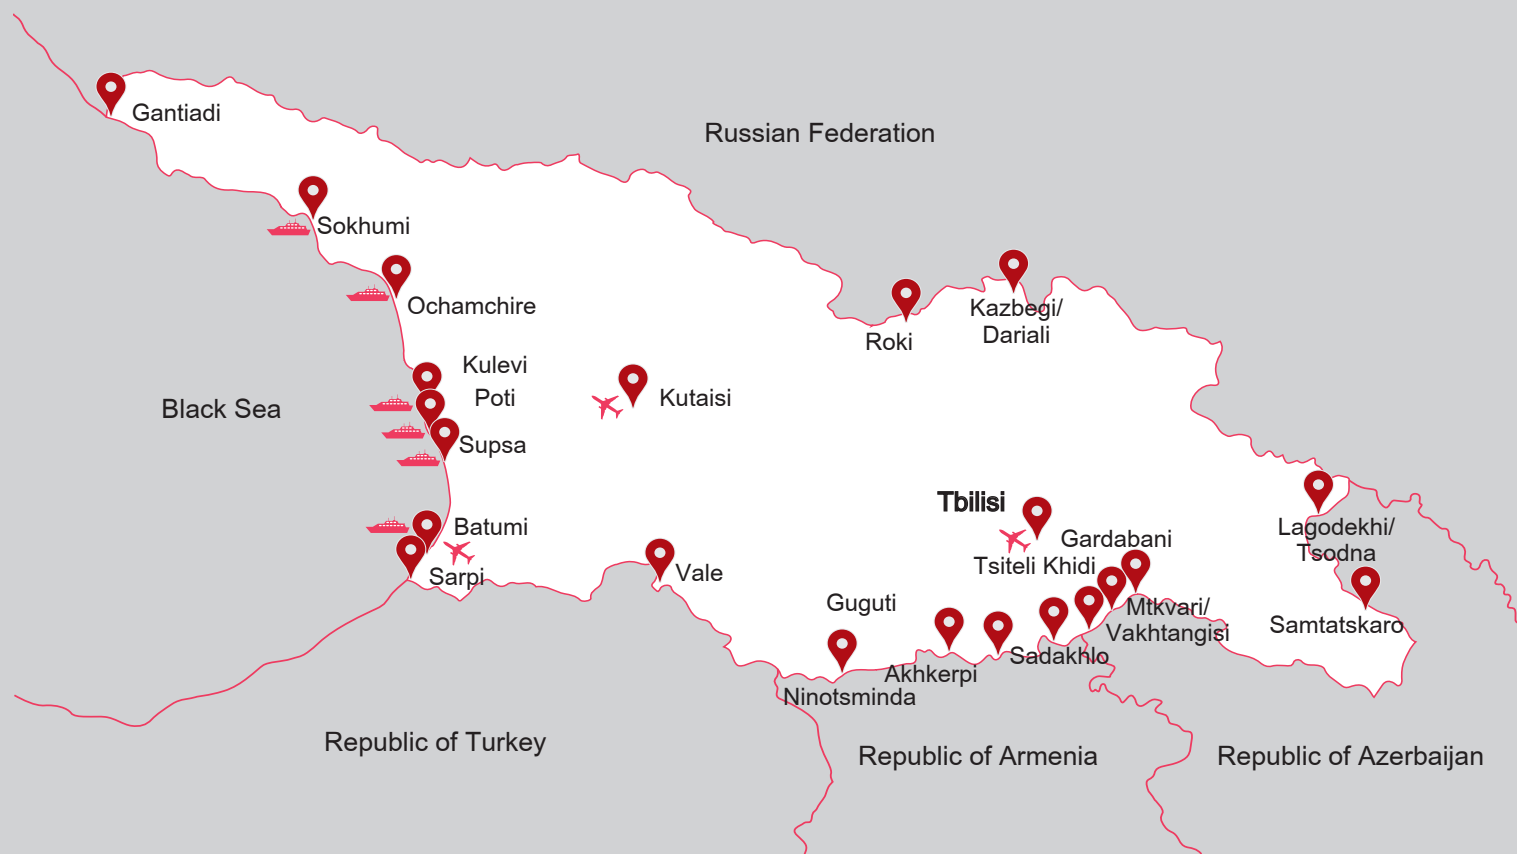 Gantiadi
Russian Federation
Sokhumi
Ochamchire
Kazbegi/
Dariali
Roki
Kulevi
Poti
Kutaisi
Black Sea
Supsa
Tbilisi
Batumi
Gardabani
Lagodekhi/
Tsodna
Tsiteli Khidi
Sarpi
Vale
Guguti
Mtkvari/
Vakhtangisi
Samtatskaro
Sadakhlo
Akhkerpi
Ninotsminda
Republic of Turkey
Republic of Armenia
Republic of Azerbaijan